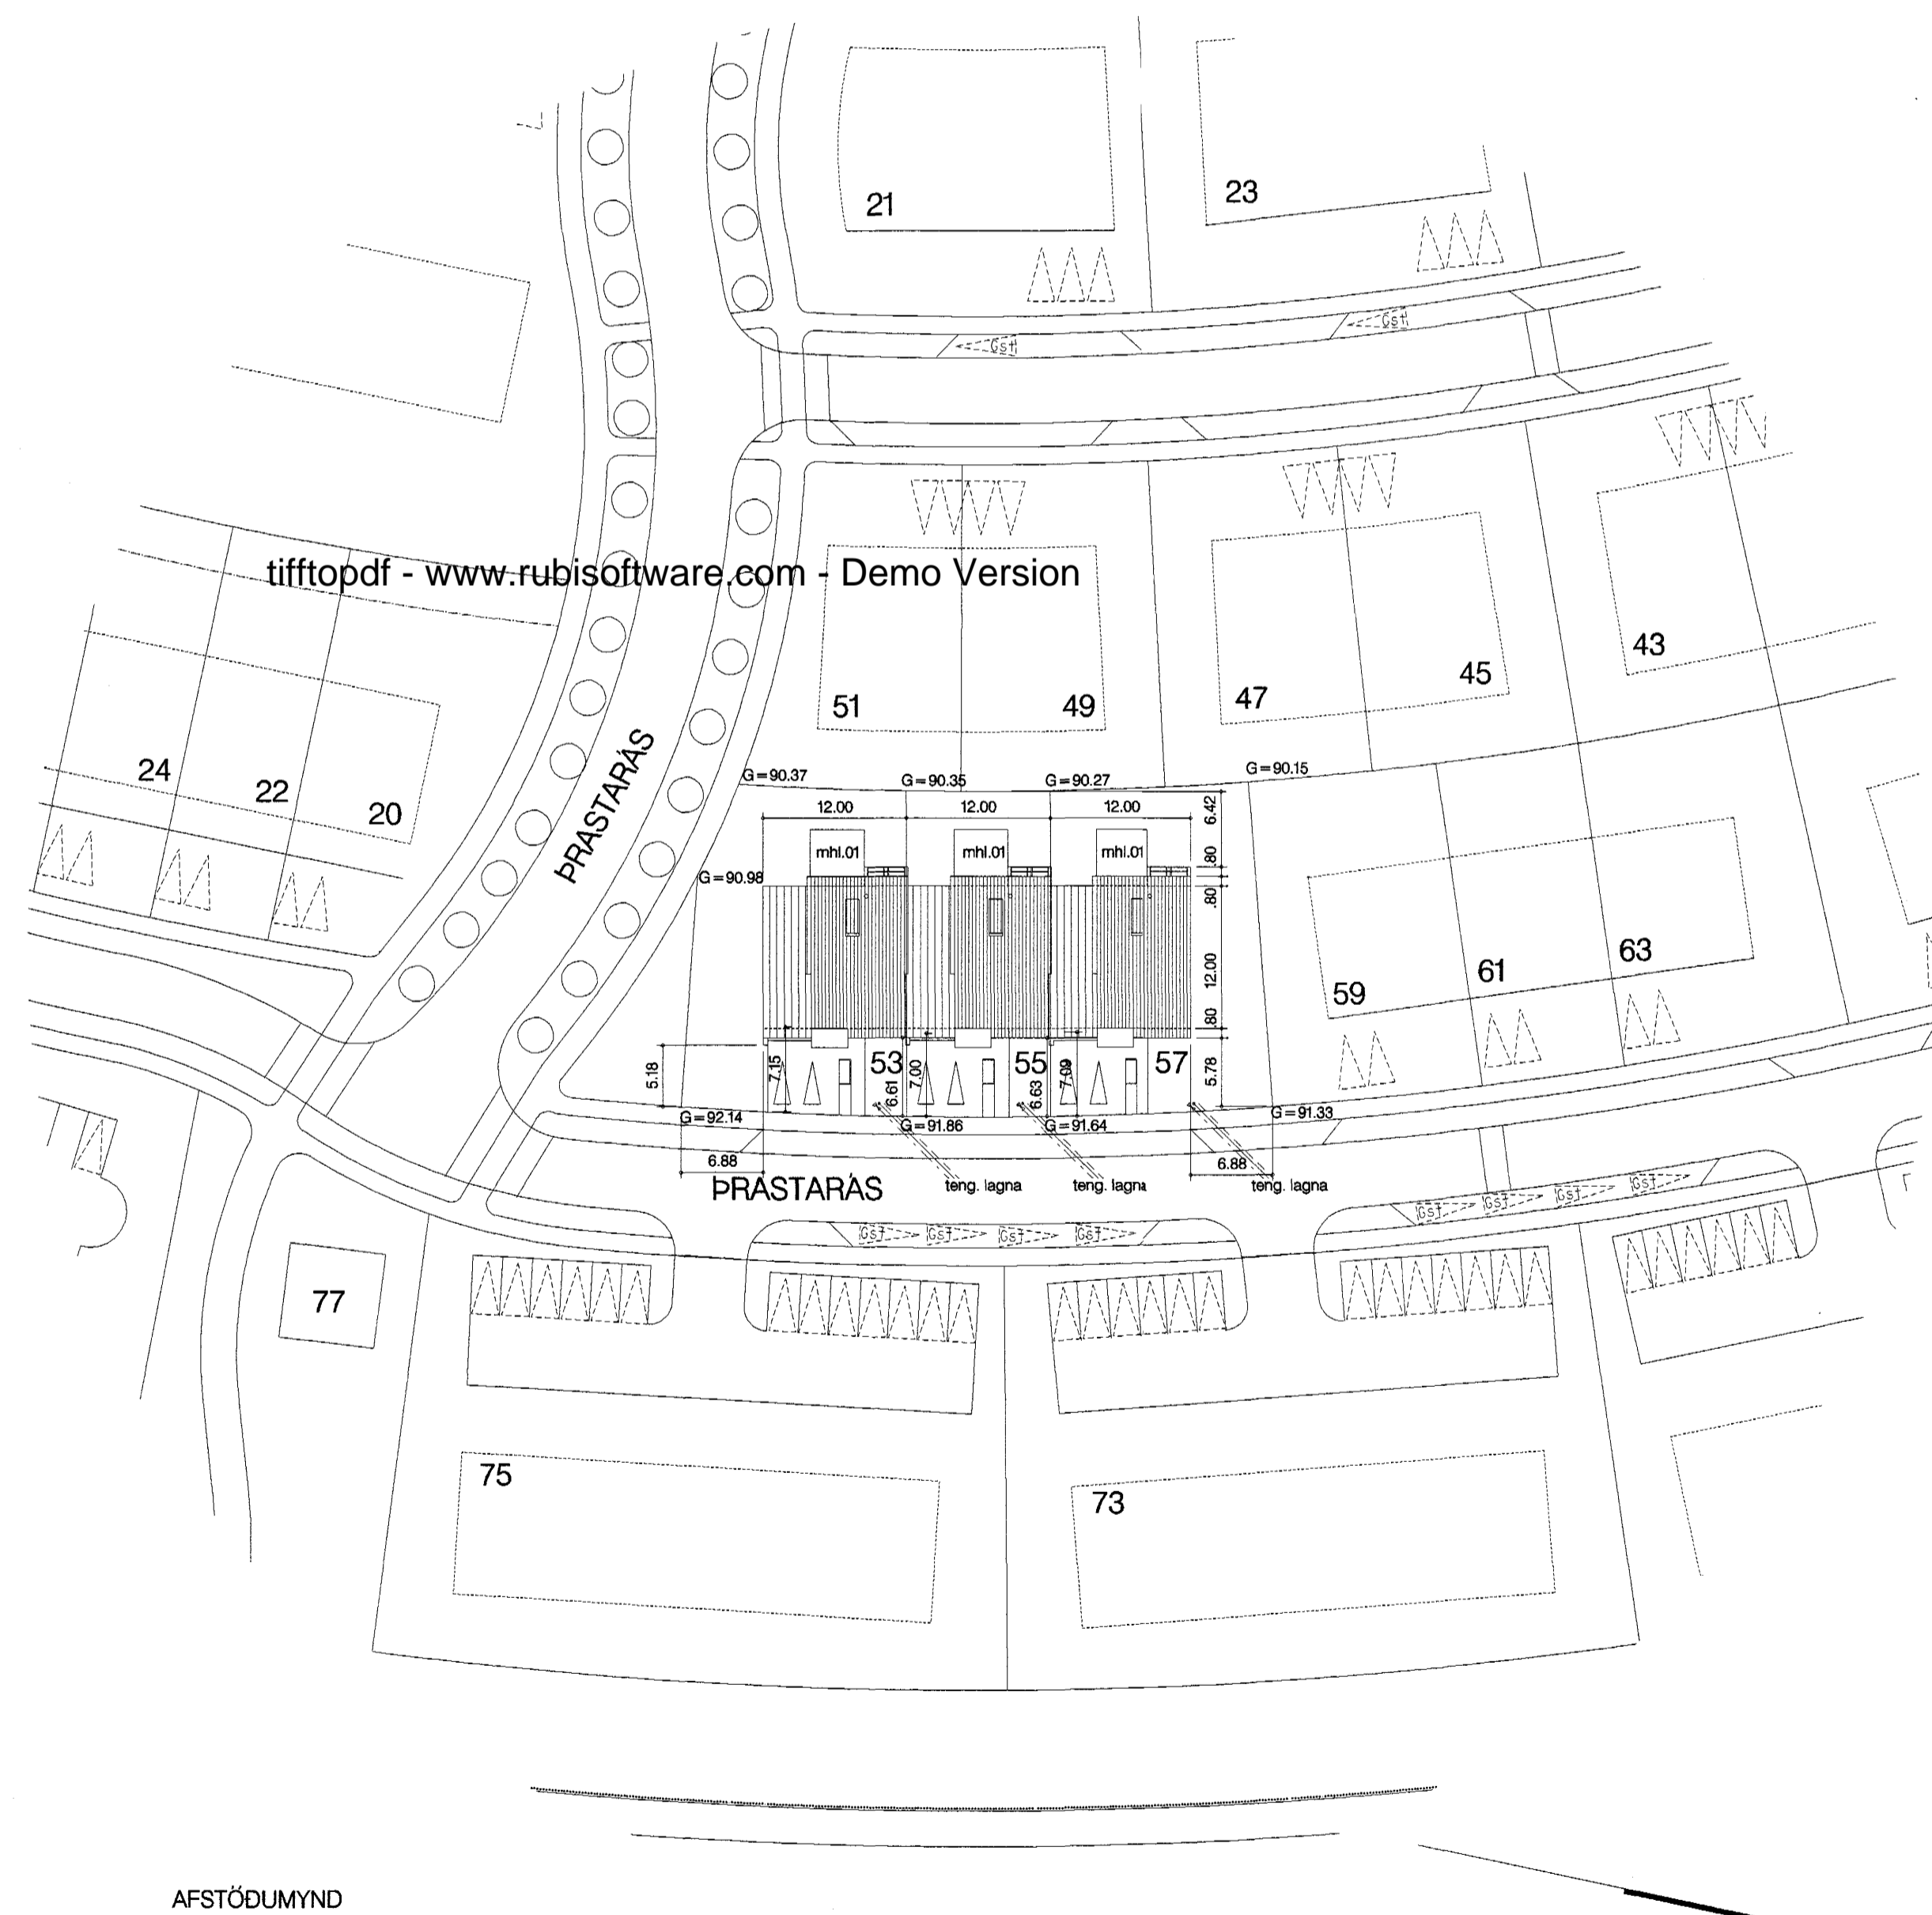 21
23
Gst
Gst
tifftopdf - www.rubisoftware.com - Demo Version
43
45
47
51
49
ÞRASTARÁS
24
22
20
G=90.37
G=90.35
G=90.27
G=90.15
12.00
12.00
12.00
6.42
mhl.01
mhl.01
mhl.01
.80
G=90.98
.80
12.00
.80
59
61
63
5.18
7.15
53
6.61
7.00
55
6.63
7.09
57
5.78
G=92.14
G=91.86
G=91.64
G=91.33
6.88
6.88
ÞRASTARÁS
teng. lagna
teng. lagna
teng. lagna
Gst
Gst
Gst
Gst
Gst
Gst
Gst
Gst
77
75
73
AFSTÖÐUMYND